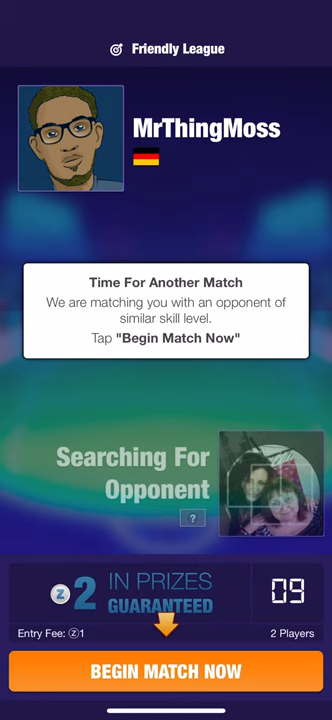 Friendly League
MrThingMoss
Time For Another Match
We are matching you with an opponent of
similar skill level.
Tap "Begin Match Now"
Searching For
Opponent
?
Z 2 IN PRIZES
GUARANTEED
09
Entry Fee: Ⓩ1
2 Players
BEGIN MATCH NOW